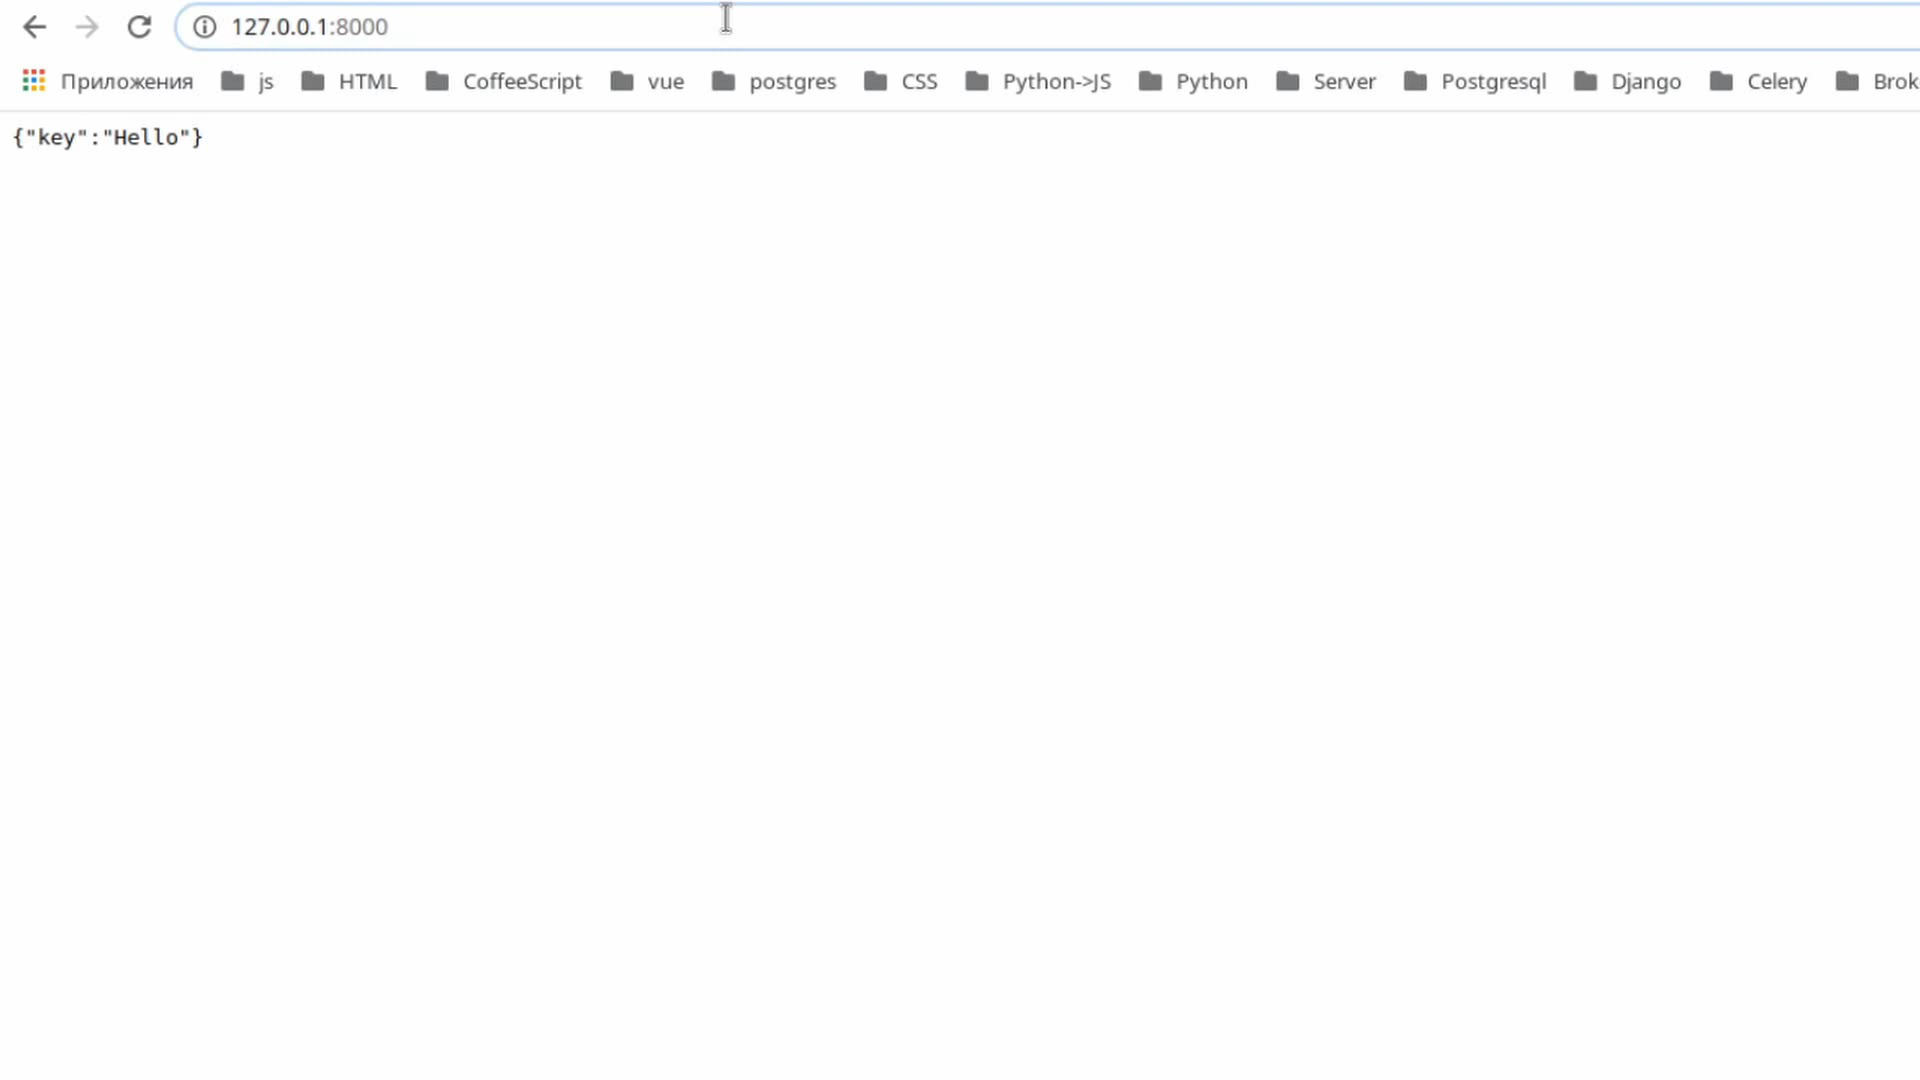 127.0.0.1:8000
Приложения js HTML CoffeeScript vue postgres CSS Python->JS Python Server Postgresql Django Celery Brok
{"key":"Hello"}